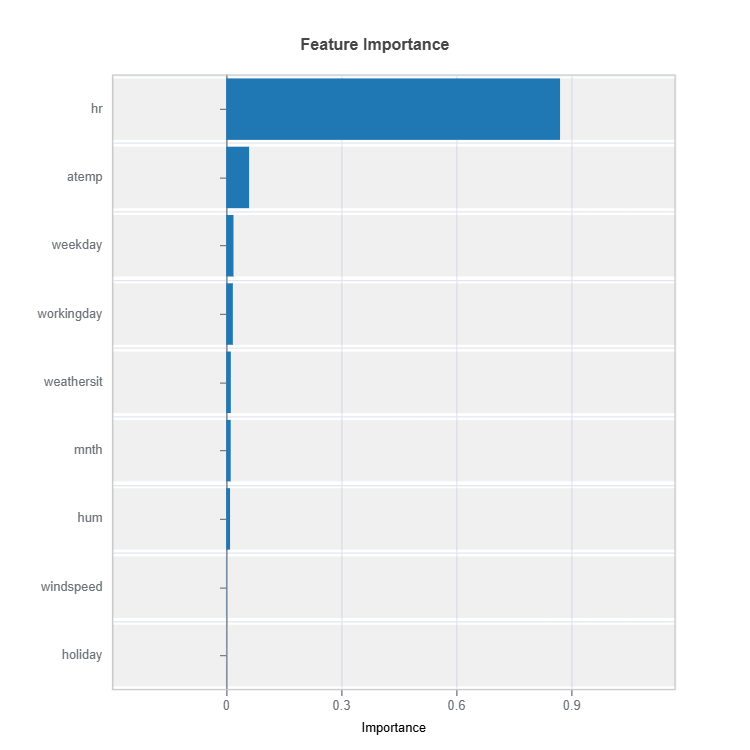 Feature Importance
hr
atemp
weekday
workingday
weathersit
mnth
hum
windspeed
holiday
0 0.3 0.6 0.9
Importance